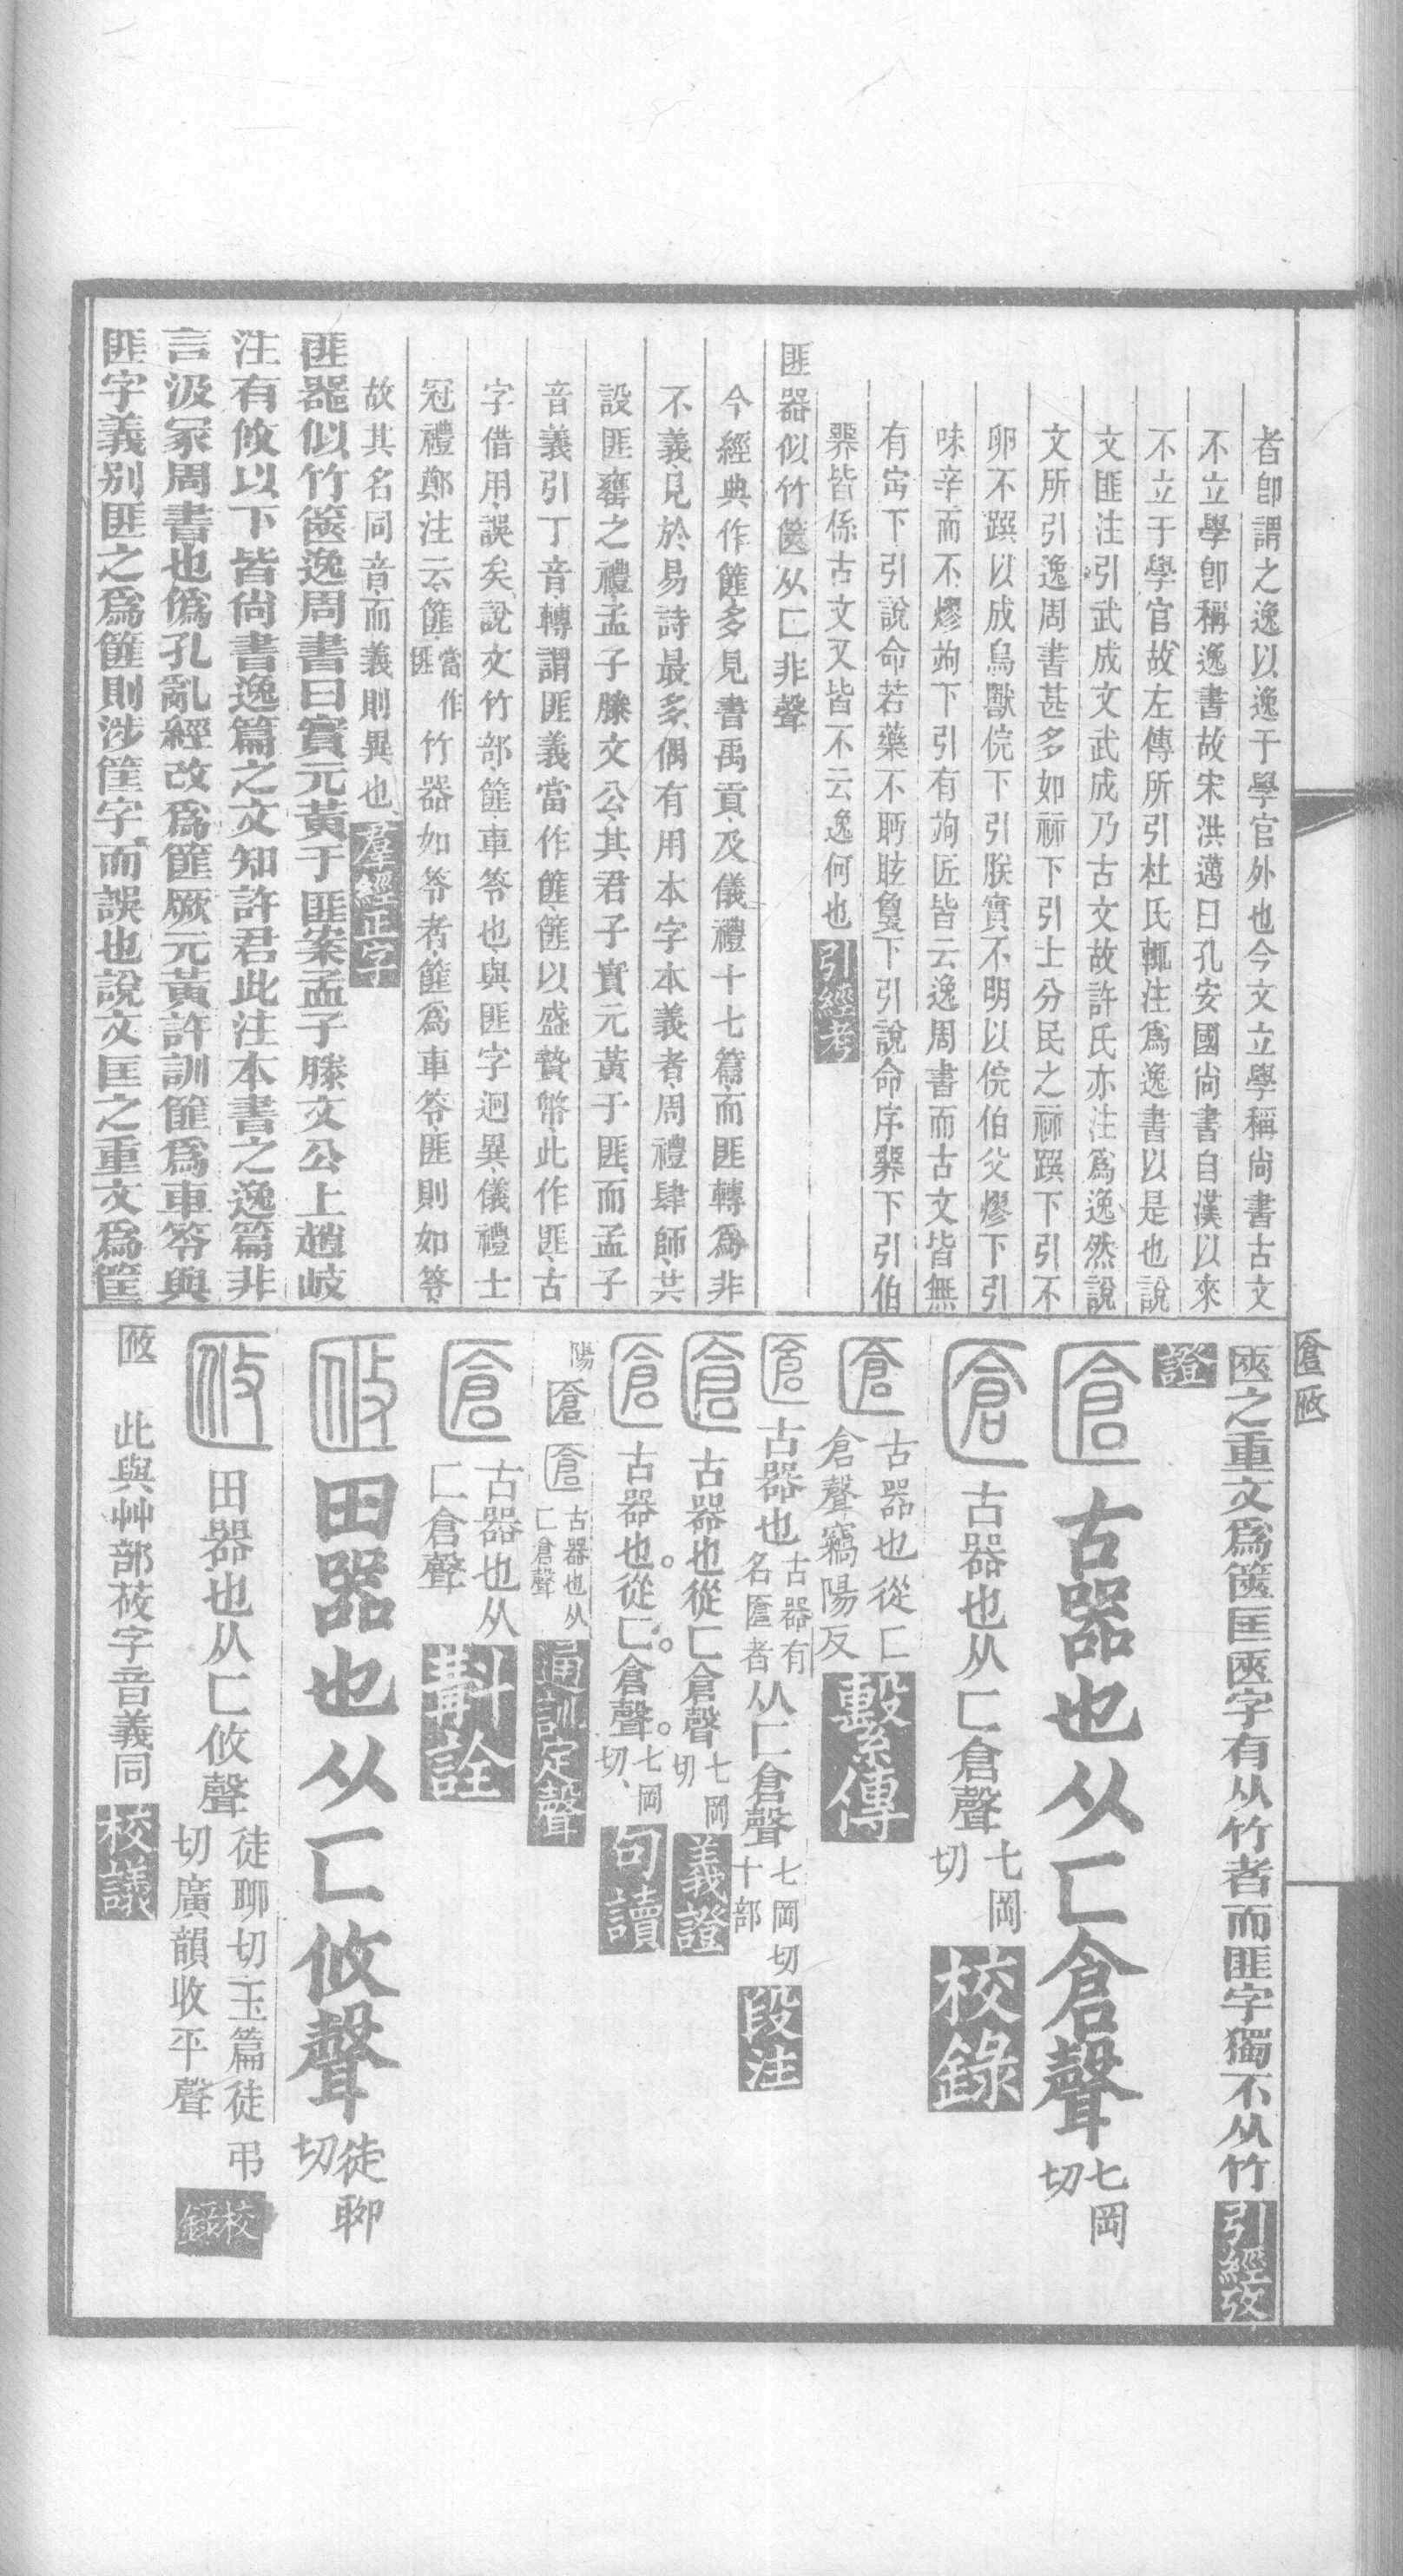 者卽謂之逸以逸于學官外也今文立學稱尚書古文
不立學卽稱逸書故宋洪邁曰孔安國尚書自漢以來
不立于學官故左傳所引杜氏輒注爲逸書以是也說
文匪注引武成文武成乃古文故許氏亦注爲逸然說
文所引逸周書甚多如祘下引士分民之祘䠊下引不
卵不䠊以成鳥獸俒下引朕實不明以俒伯父熮下引
味辛而不熮竘下引有竘匠皆云逸周書而古文皆無
有㝉下引說命若藥不眄眩敻下引說命序臩下引伯
臩皆係古文又皆不云逸何也引經考
匪器似竹篋从匚非聲
今經典作篚多見書禹貢及儀禮十七篇而匪轉爲非
不義見於易詩最多偶有用本字本義者周禮肆師共
設匪罋之禮孟子滕文公其君子實元黃于匪而孟子
音義引丁音轉謂匪義當作篚篚以盛贄幣此作匪古
字借用誤矣說文竹部篚車笭也與匪字迥異儀禮士
冠禮鄭注云篚當作匪竹器如笭者篚爲車笭匪則如笭
故其名同音而義則異也羣經正字
匪器似竹篋逸周書曰實元黃于匪案孟子滕文公上趙岐
注有攸以下皆尚書逸篇之文知許君此注本書之逸篇非
言汲冢周書也僞孔亂經改爲篚厥元黃許訓篚爲車笭與
匪字義別匪之爲篚則涉筐字而誤也說文匡之重文爲筐
匧之重文爲篋匡匧字有从竹者而匪字獨不从竹引經攷
證
匫 古器也从匚倉聲七岡切
古器也从匚倉聲七岡切校錄
古器也從匚倉聲竊陽反繫傳
古器也古器有名匼者从匚倉聲七岡切十部段注
古器也從匚倉聲七岡切義證
古器也。從匚。倉聲。七岡切句讀
陽
古器也从匚倉聲通訓定聲
古器也从匚倉聲斠詮
田器也从匚攸聲徒聊切
田器也从匚攸聲徒聊切玉篇徒弔切廣韻收平聲校錄
此與艸部莜字音義同校議